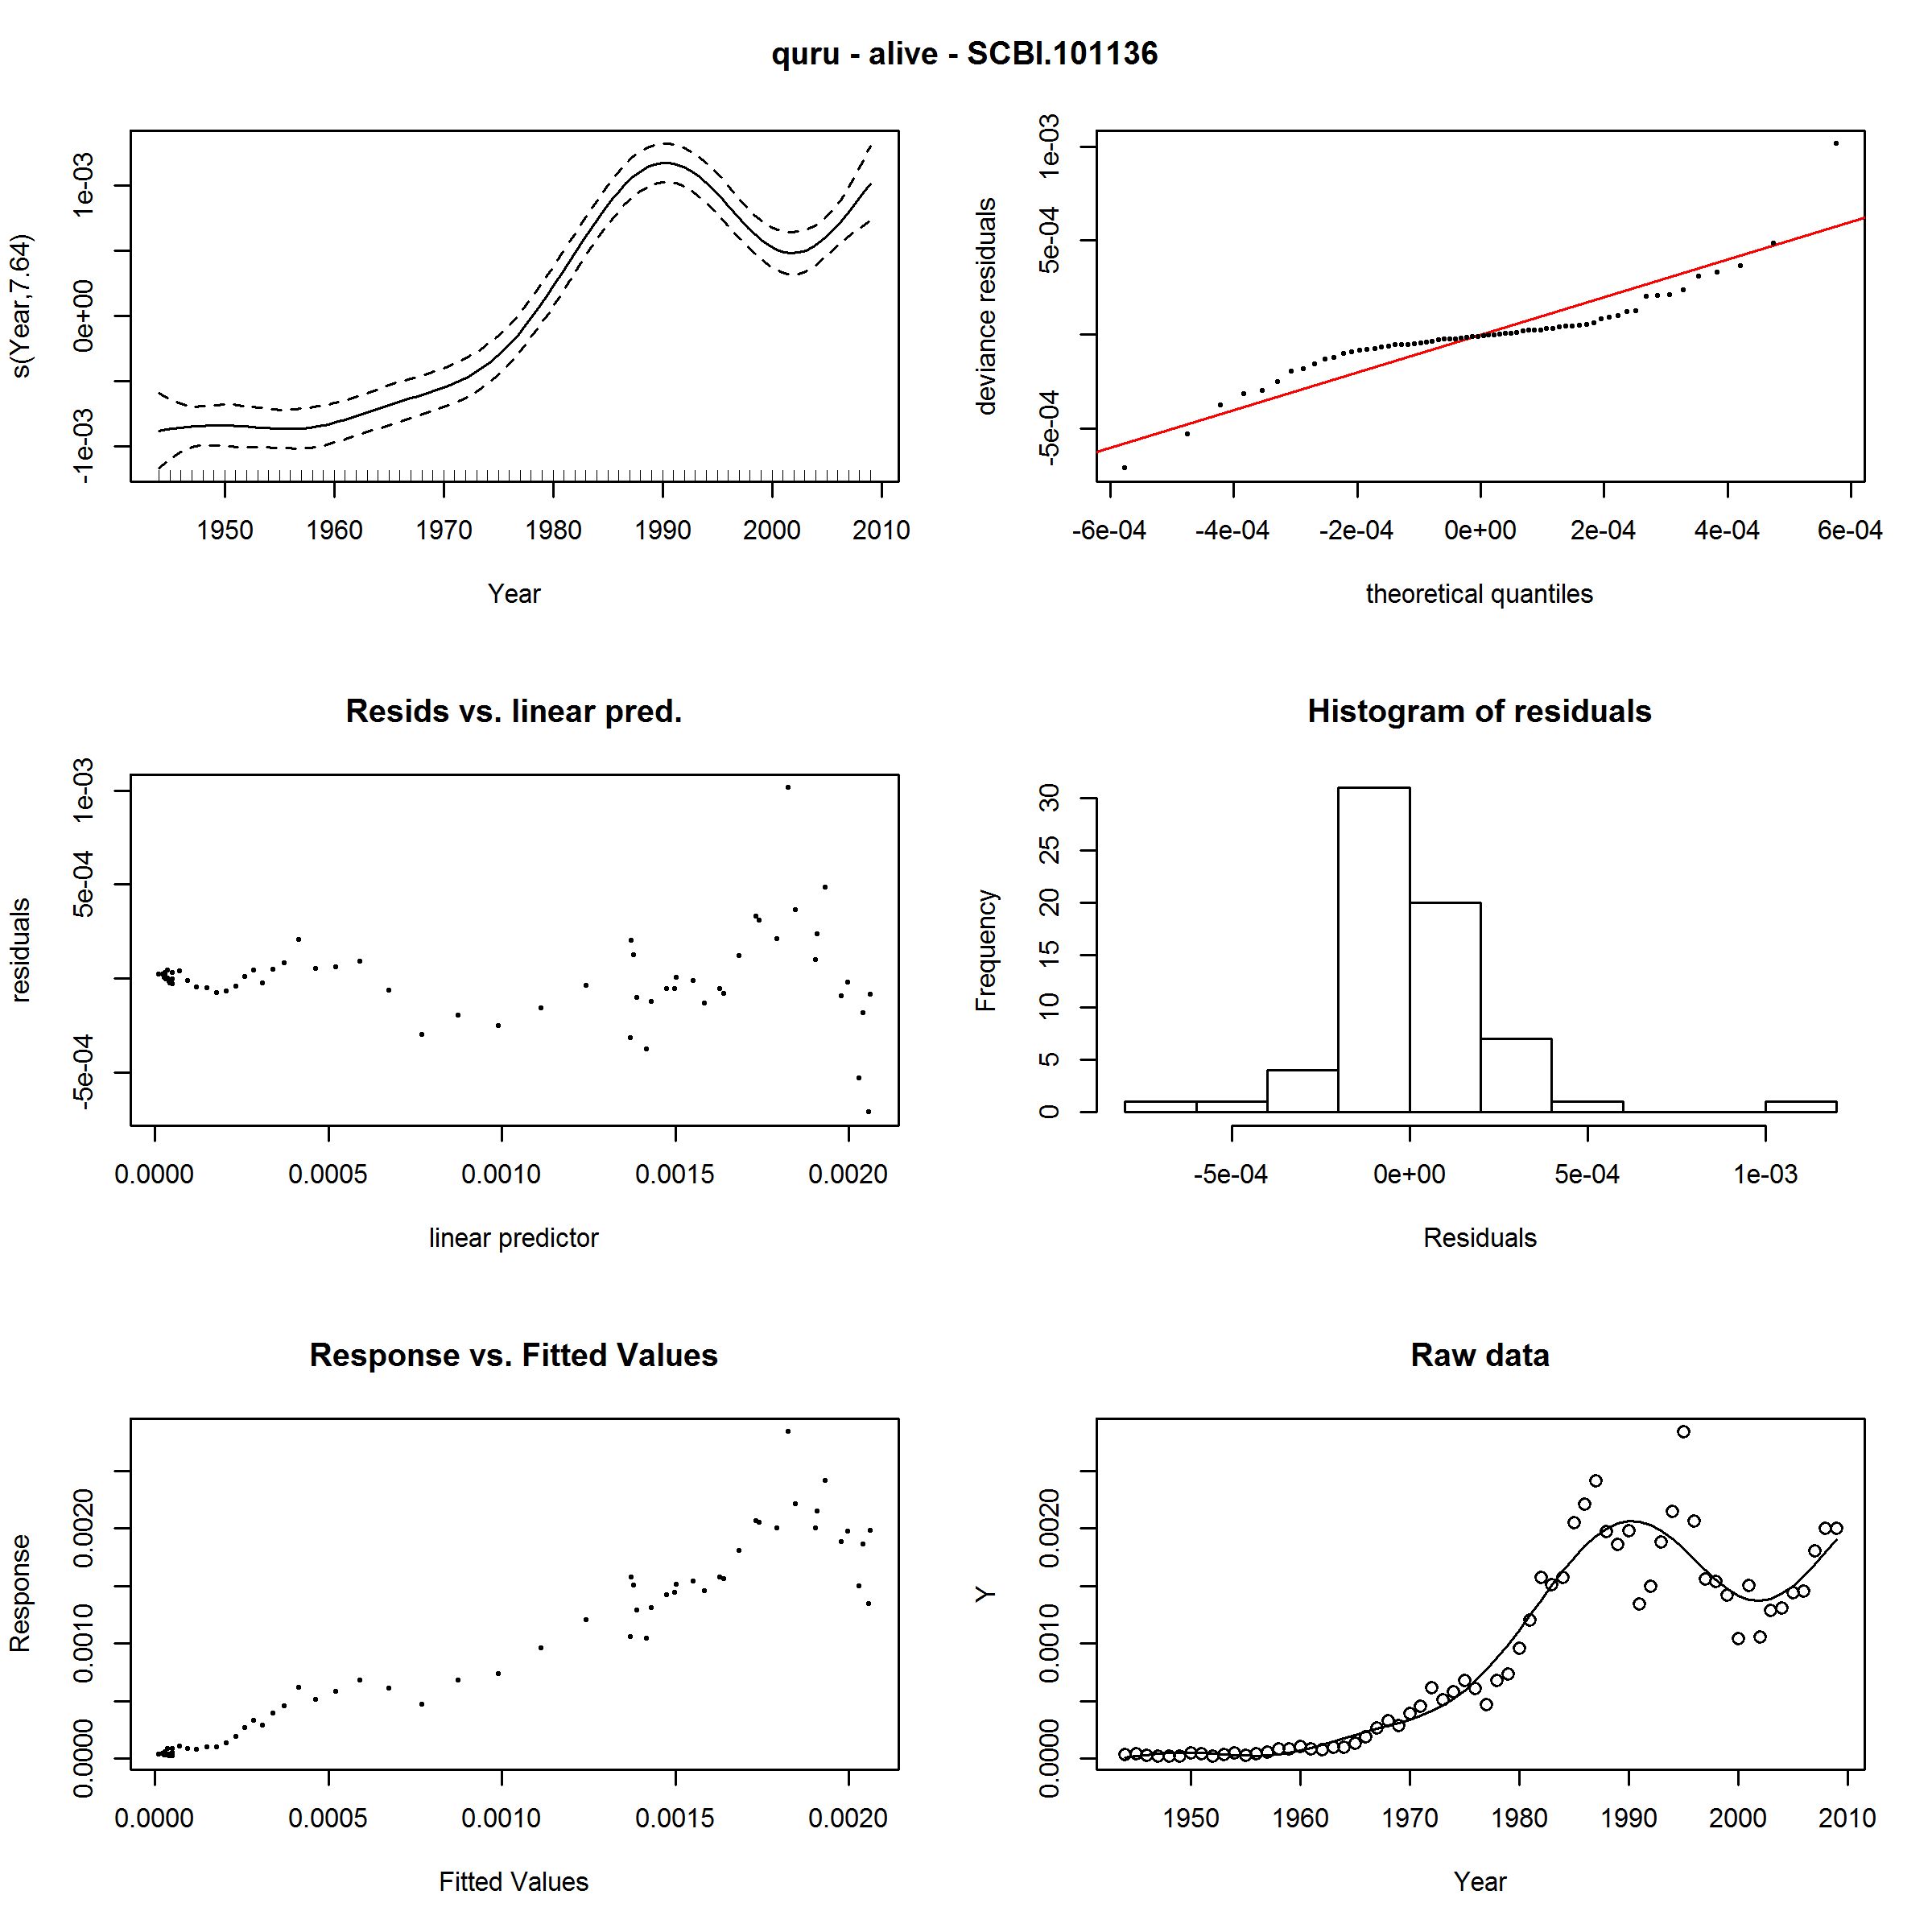 quru - alive - SCBI.101136
s(Year,7.64)
-1e-03 0e+00 1e-03
1950 1960 1970 1980 1990 2000 2010
Year
deviance residuals
-5e-04 5e-04 1e-03
-6e-04 -4e-04 -2e-04 0e+00 2e-04 4e-04 6e-04
theoretical quantiles
Resids vs. linear pred.
residuals
-5e-04 5e-04 1e-03
0.0000 0.0005 0.0010 0.0015 0.0020
linear predictor
Histogram of residuals
Frequency
0 5 10 15 20 25 30
-5e-04 0e+00 5e-04 1e-03
Residuals
Response vs. Fitted Values
Response
0.0000 0.0010 0.0020
0.0000 0.0005 0.0010 0.0015 0.0020
Fitted Values
Raw data
Y
0.0000 0.0010 0.0020
1950 1960 1970 1980 1990 2000 2010
Year